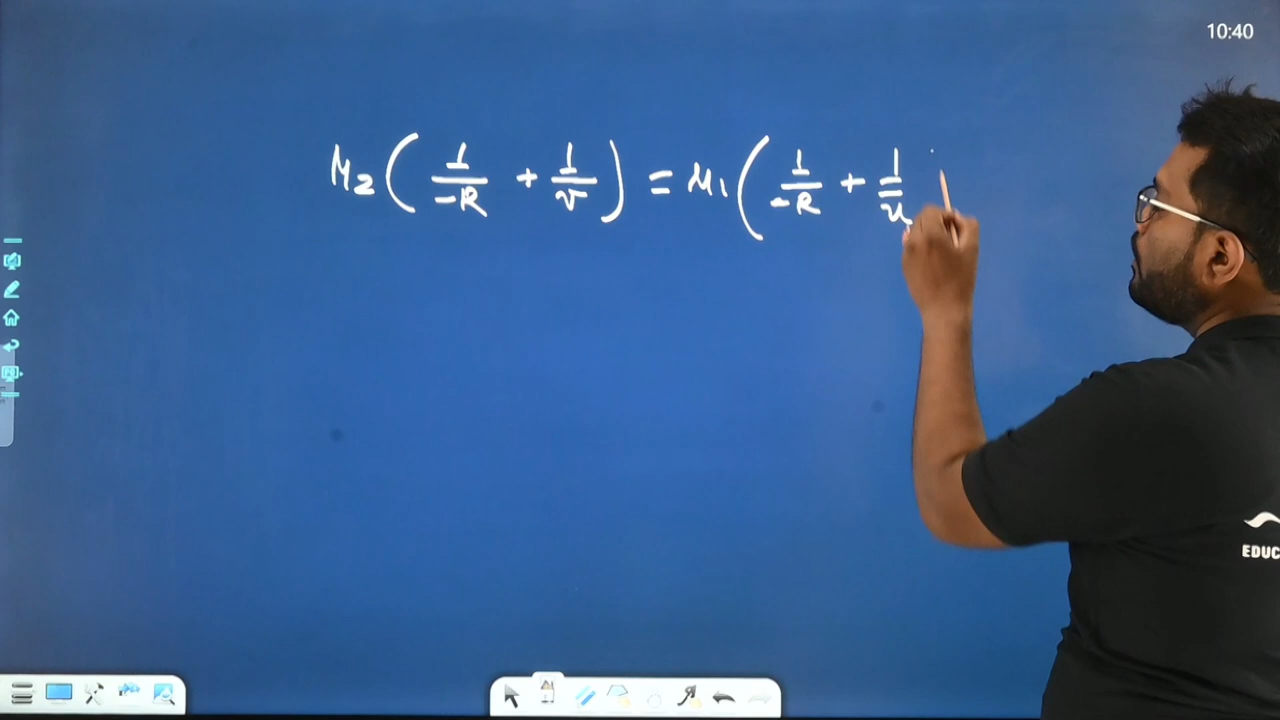 10:40
μ2 ( 1/-R + 1/v ) = μ1 ( 1/-R + 1/u
EDUC